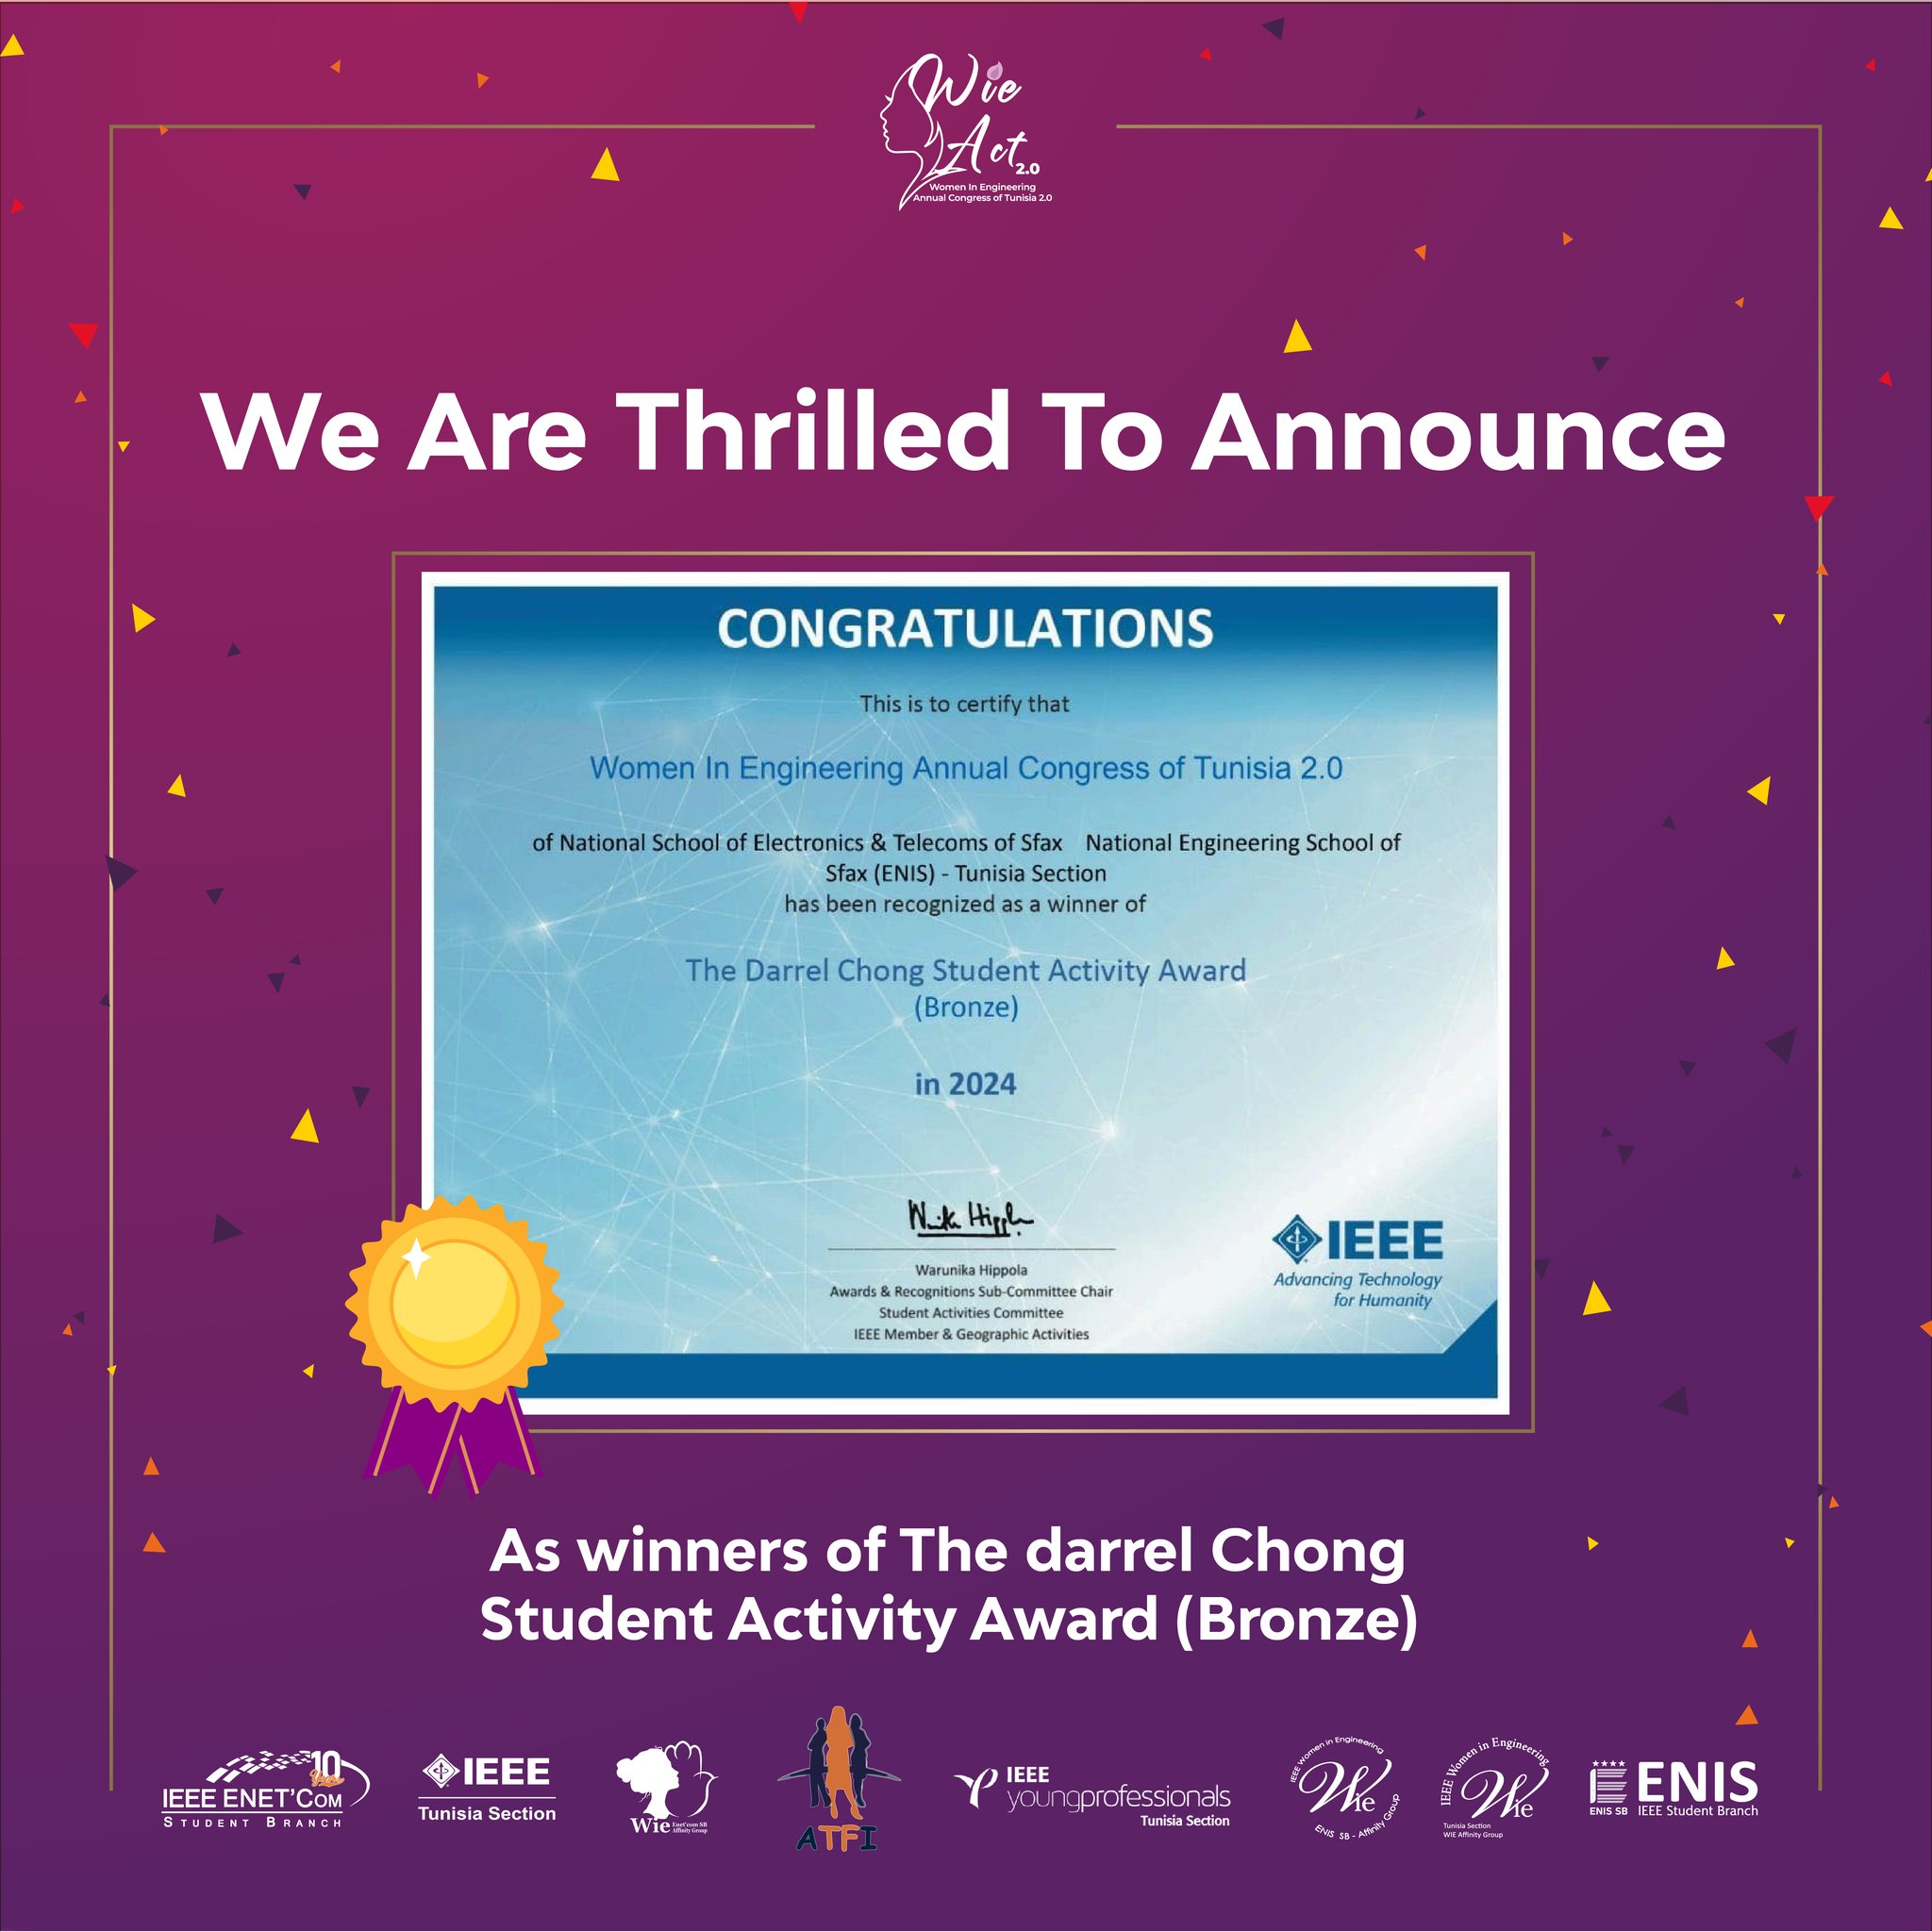 Wie
Act 2.0
Women In Engineering
Annual Congress of Tunisia 2.0
We Are Thrilled To Announce
CONGRATULATIONS
This is to certify that
Women In Engineering Annual Congress of Tunisia 2.0
of National School of Electronics & Telecoms of Sfax National Engineering School of
Sfax (ENIS) - Tunisia Section
has been recognized as a winner of
The Darrel Chong Student Activity Award
(Bronze)
in 2024
Warunika Hippola
Awards & Recognitions Sub-Committee Chair
Student Activities Committee
IEEE Member & Geographic Activities
IEEE
Advancing Technology
for Humanity
As winners of The darrel Chong
Student Activity Award (Bronze)
10
Years
IEEE ENET'COM
STUDENT BRANCH
IEEE
Tunisia Section
Wie Enet'com SB
Affinity Group
ATFI
IEEE
youngprofessionals
Tunisia Section
IEEE Women in Engineering
Wie
ENIS SB - Affinity Group
IEEE Women in Engineering
Wie
Tunisia Section
WIE Affinity Group
ENIS
ENIS SB IEEE Student Branch